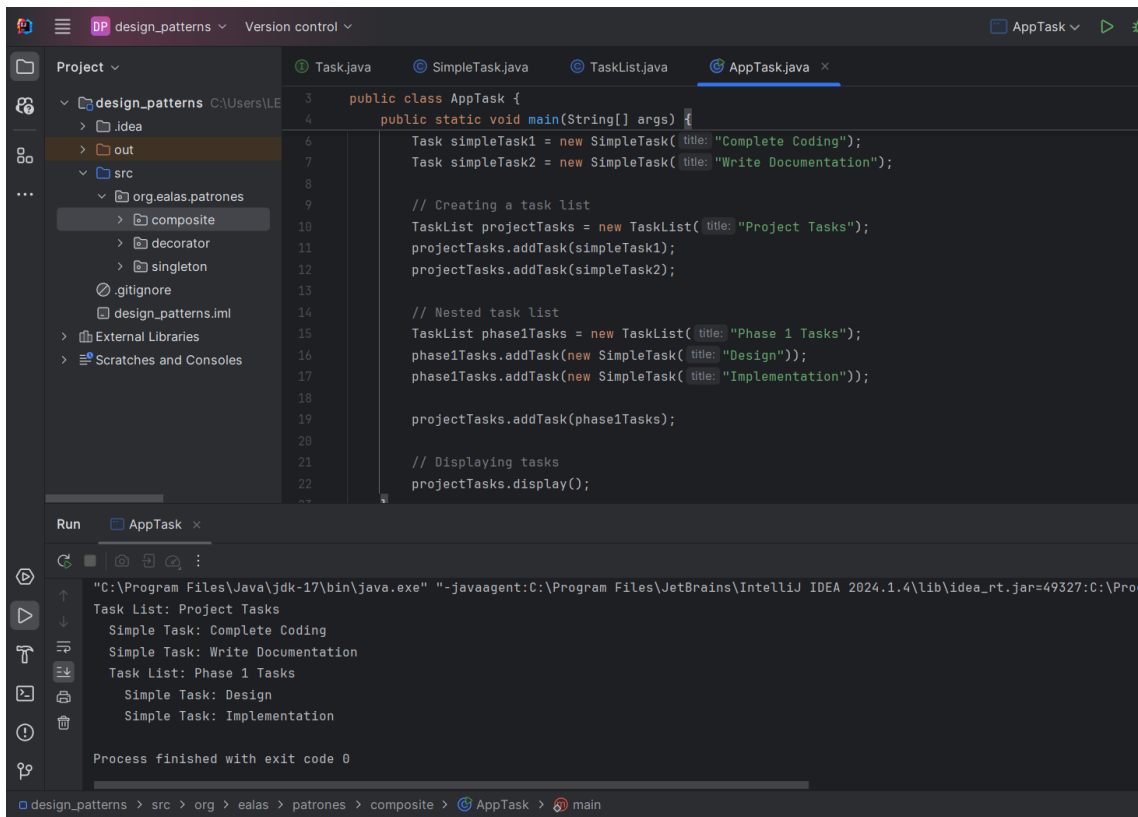 DP design_patterns Version control AppTask
Project
design_patterns C:\Users\LE
.idea
out
src
org.ealas.patrones
composite
decorator
singleton
.gitignore
design_patterns.iml
External Libraries
Scratches and Consoles
Task.java SimpleTask.java TaskList.java AppTask.java
3 public class AppTask {
4 public static void main(String[] args) {
6 Task simpleTask1 = new SimpleTask( title: "Complete Coding");
7 Task simpleTask2 = new SimpleTask( title: "Write Documentation");
8
9 // Creating a task list
10 TaskList projectTasks = new TaskList( title: "Project Tasks");
11 projectTasks.addTask(simpleTask1);
12 projectTasks.addTask(simpleTask2);
13
14 // Nested task list
15 TaskList phase1Tasks = new TaskList( title: "Phase 1 Tasks");
16 phase1Tasks.addTask(new SimpleTask( title: "Design"));
17 phase1Tasks.addTask(new SimpleTask( title: "Implementation"));
18
19 projectTasks.addTask(phase1Tasks);
20
21 // Displaying tasks
22 projectTasks.display();
Run AppTask
"C:\Program Files\Java\jdk-17\bin\java.exe" "-javaagent:C:\Program Files\JetBrains\IntelliJ IDEA 2024.1.4\lib\idea_rt.jar=49327:C:\Pro
Task List: Project Tasks
Simple Task: Complete Coding
Simple Task: Write Documentation
Task List: Phase 1 Tasks
Simple Task: Design
Simple Task: Implementation
Process finished with exit code 0
design_patterns > src > org > ealas > patrones > composite > AppTask > main